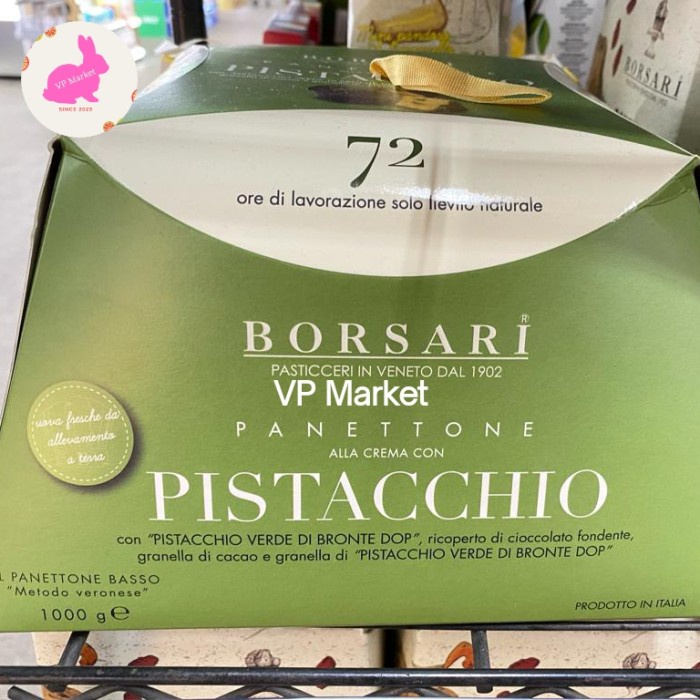 VP Market
SINCE 2023
PISTACCHIO
BORSARI
72
ore di lavorazione solo lievito naturale
BORSARI®
PASTICCERI IN VENETO DAL 1902
VP Market
PANETTONE
ALLA CREMA CON
PISTACCHIO
con "PISTACCHIO VERDE DI BRONTE DOP", ricoperto di cioccolato fondente,
granella di cacao e granella di "PISTACCHIO VERDE DI BRONTE DOP"
uova fresche da
allevamento
a terra
L PANETTONE BASSO
"Metodo veronese"
1000 g e
PRODOTTO IN ITALIA